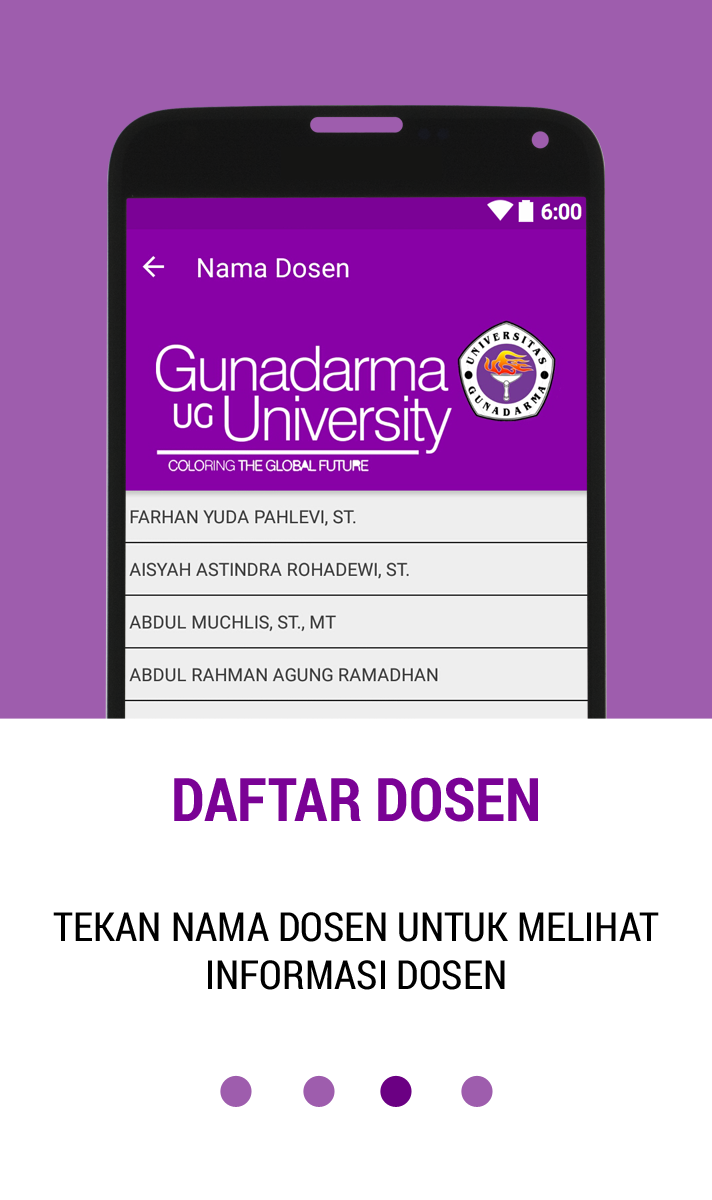 6:00
Nama Dosen
Gunadarma
UG University
COLORING THE GLOBAL FUTURE
UNIVERSITAS
GUNADARMA
FARHAN YUDA PAHLEVI, ST.
AISYAH ASTINDRA ROHADEWI, ST.
ABDUL MUCHLIS, ST., MT
ABDUL RAHMAN AGUNG RAMADHAN
DAFTAR DOSEN
TEKAN NAMA DOSEN UNTUK MELIHAT
INFORMASI DOSEN